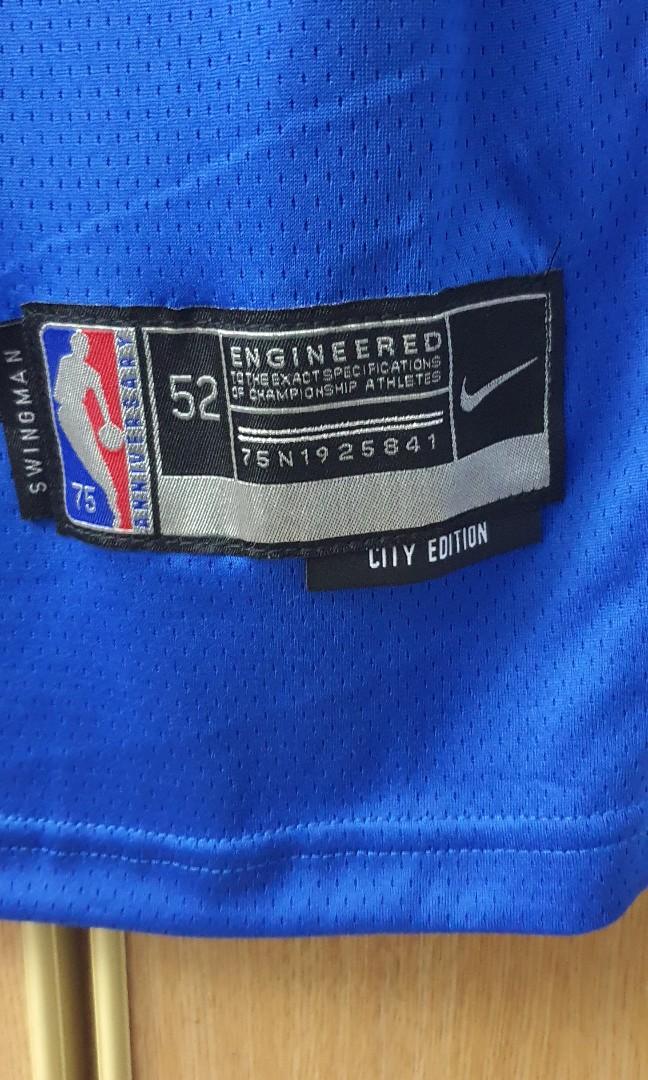 SWINGMAN
75
ANNIVERSARY
52
ENGINEERED
TO THE EXACT SPECIFICATIONS
OF CHAMPIONSHIP ATHLETES
75N1925841
CITY EDITION